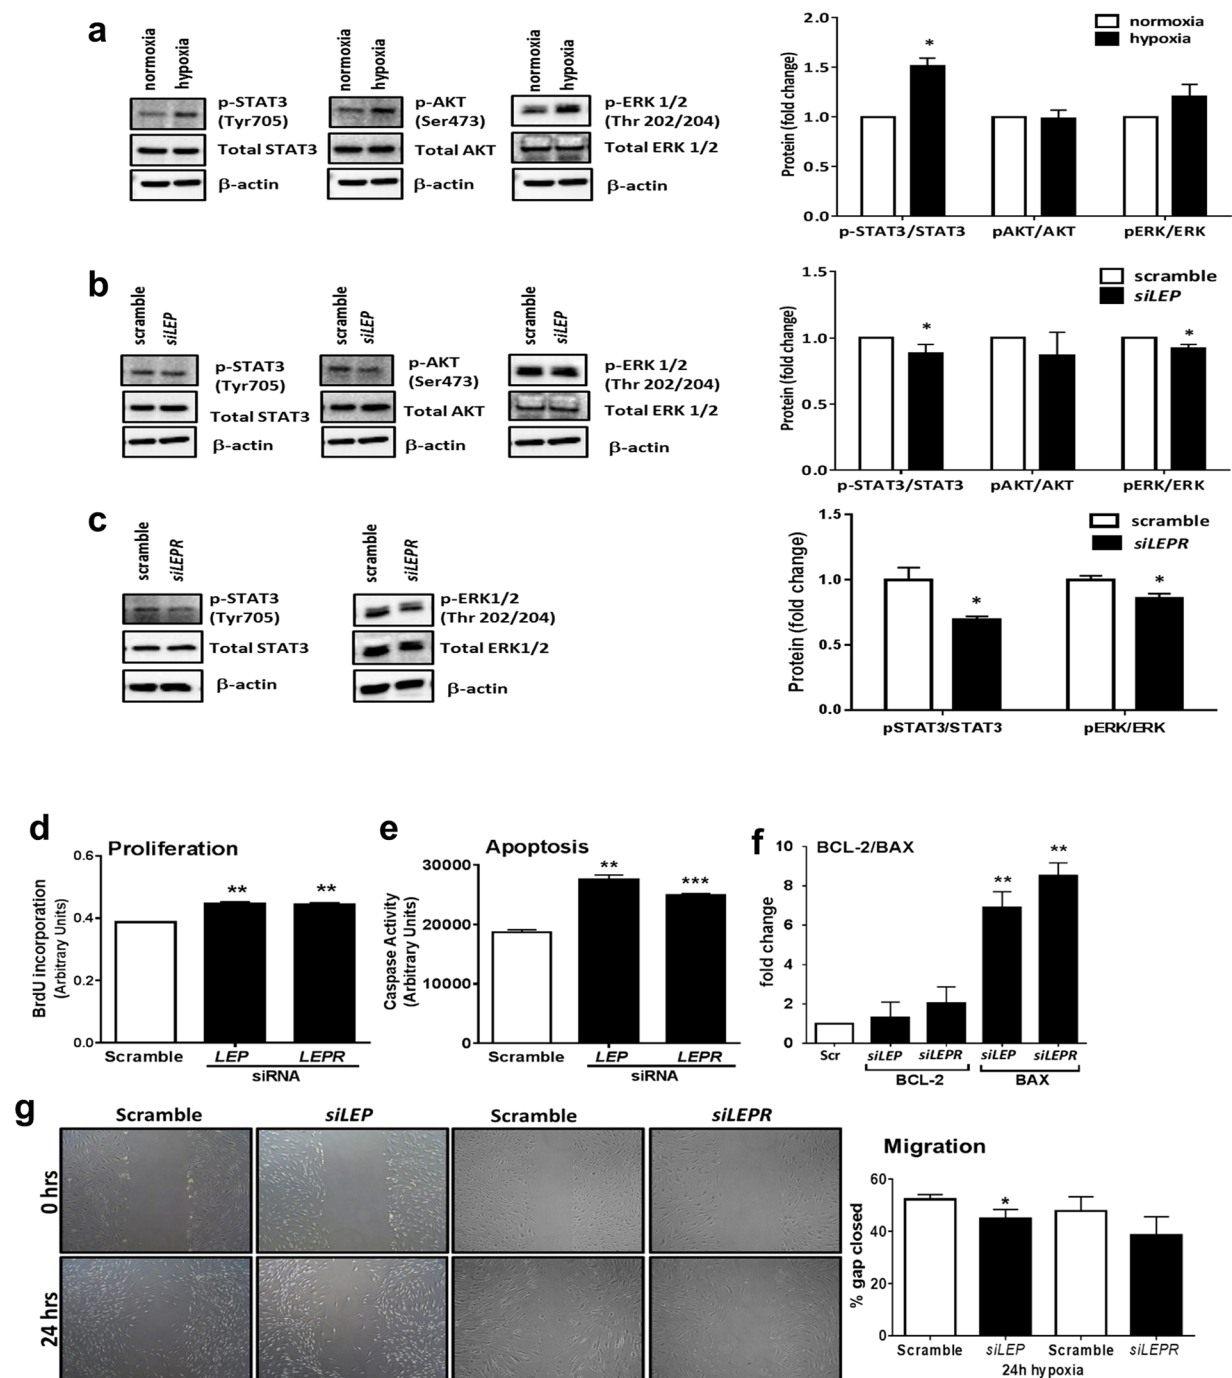 a
normoxia
hypoxia
p-STAT3
(Tyr705)
Total STAT3
β-actin
normoxia
hypoxia
p-AKT
(Ser473)
Total AKT
β-actin
normoxia
hypoxia
p-ERK 1/2
(Thr 202/204)
Total ERK 1/2
β-actin
Protein (fold change)
2.0
1.5
1.0
0.5
0.0
normoxia
hypoxia
*
p-STAT3/STAT3
pAKT/AKT
pERK/ERK
b
scramble
siLEP
p-STAT3
(Tyr705)
Total STAT3
β-actin
scramble
siLEP
p-AKT
(Ser473)
Total AKT
β-actin
scramble
siLEP
p-ERK 1/2
(Thr 202/204)
Total ERK 1/2
β-actin
Protein (fold change)
1.5
1.0
0.5
0.0
scramble
siLEP
*
*
p-STAT3/STAT3
pAKT/AKT
pERK/ERK
c
scramble
siLEPR
p-STAT3
(Tyr705)
Total STAT3
β-actin
scramble
siLEPR
p-ERK1/2
(Thr 202/204)
Total ERK1/2
β-actin
Protein (fold change)
1.5
1.0
0.5
0.0
scramble
siLEPR
*
*
pSTAT3/STAT3
pERK/ERK
d
Proliferation
BrdU incorporation
(Arbitrary Units)
0.6
0.4
0.2
0.0
**
**
Scramble
LEP
LEPR
siRNA
e
Apoptosis
Caspase Activity
(Arbitrary Units)
30000
20000
10000
0
**
***
Scramble
LEP
LEPR
siRNA
f
BCL-2/BAX
fold change
10
8
6
4
2
0
**
**
Scr
siLEP
siLEPR
siLEP
siLEPR
BCL-2
BAX
g
Scramble
siLEP
Scramble
siLEPR
0 hrs
24 hrs
Migration
% gap closed
60
40
20
0
*
Scramble
siLEP
Scramble
siLEPR
24h hypoxia